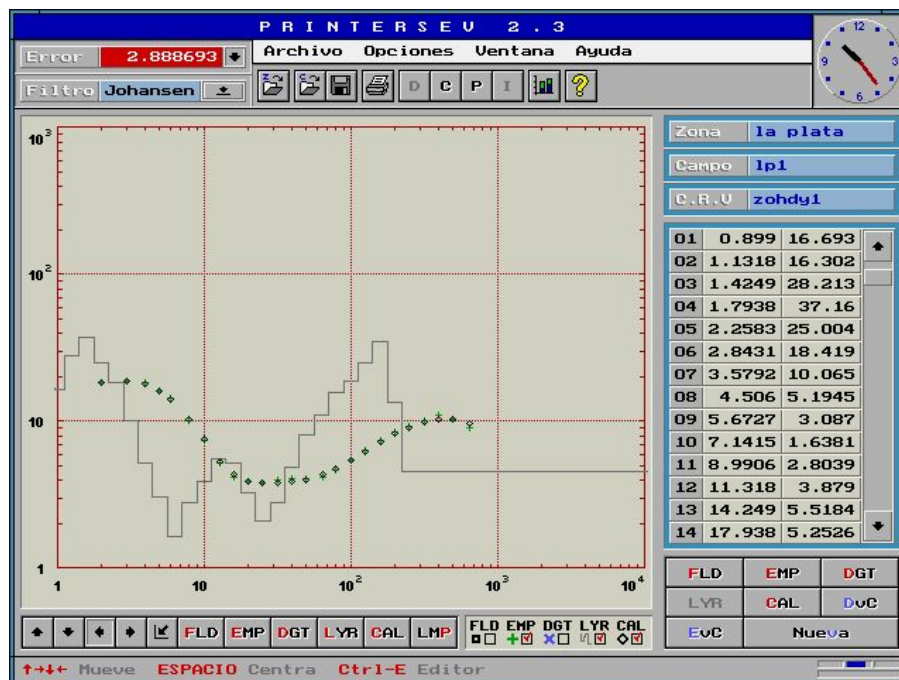 PRINTERSEV 2.3
Error 2.888693
Archivo Opciones Ventana Ayuda
Filtro Johansen
D C P I
12
9 3
6
Zona la plata
Campo lp1
C.R.V zohdy1
10³
10²
10
1
1 10 10² 10³ 10⁴
01 0.899 16.693
02 1.1318 16.302
03 1.4249 28.213
04 1.7938 37.16
05 2.2583 25.004
06 2.8431 18.419
07 3.5792 10.065
08 4.506 5.1945
09 5.6727 3.087
10 7.1415 1.6381
11 8.9906 2.8039
12 11.318 3.879
13 14.249 5.5184
14 17.938 5.2526
FLD EMP DGT
LYR CAL DvC
EvC Nueva
FLD EMP DGT LYR CAL LMP
FLD EMP DGT LYR CAL
↑→↓← Mueve ESPACIO Centra Ctrl-E Editor